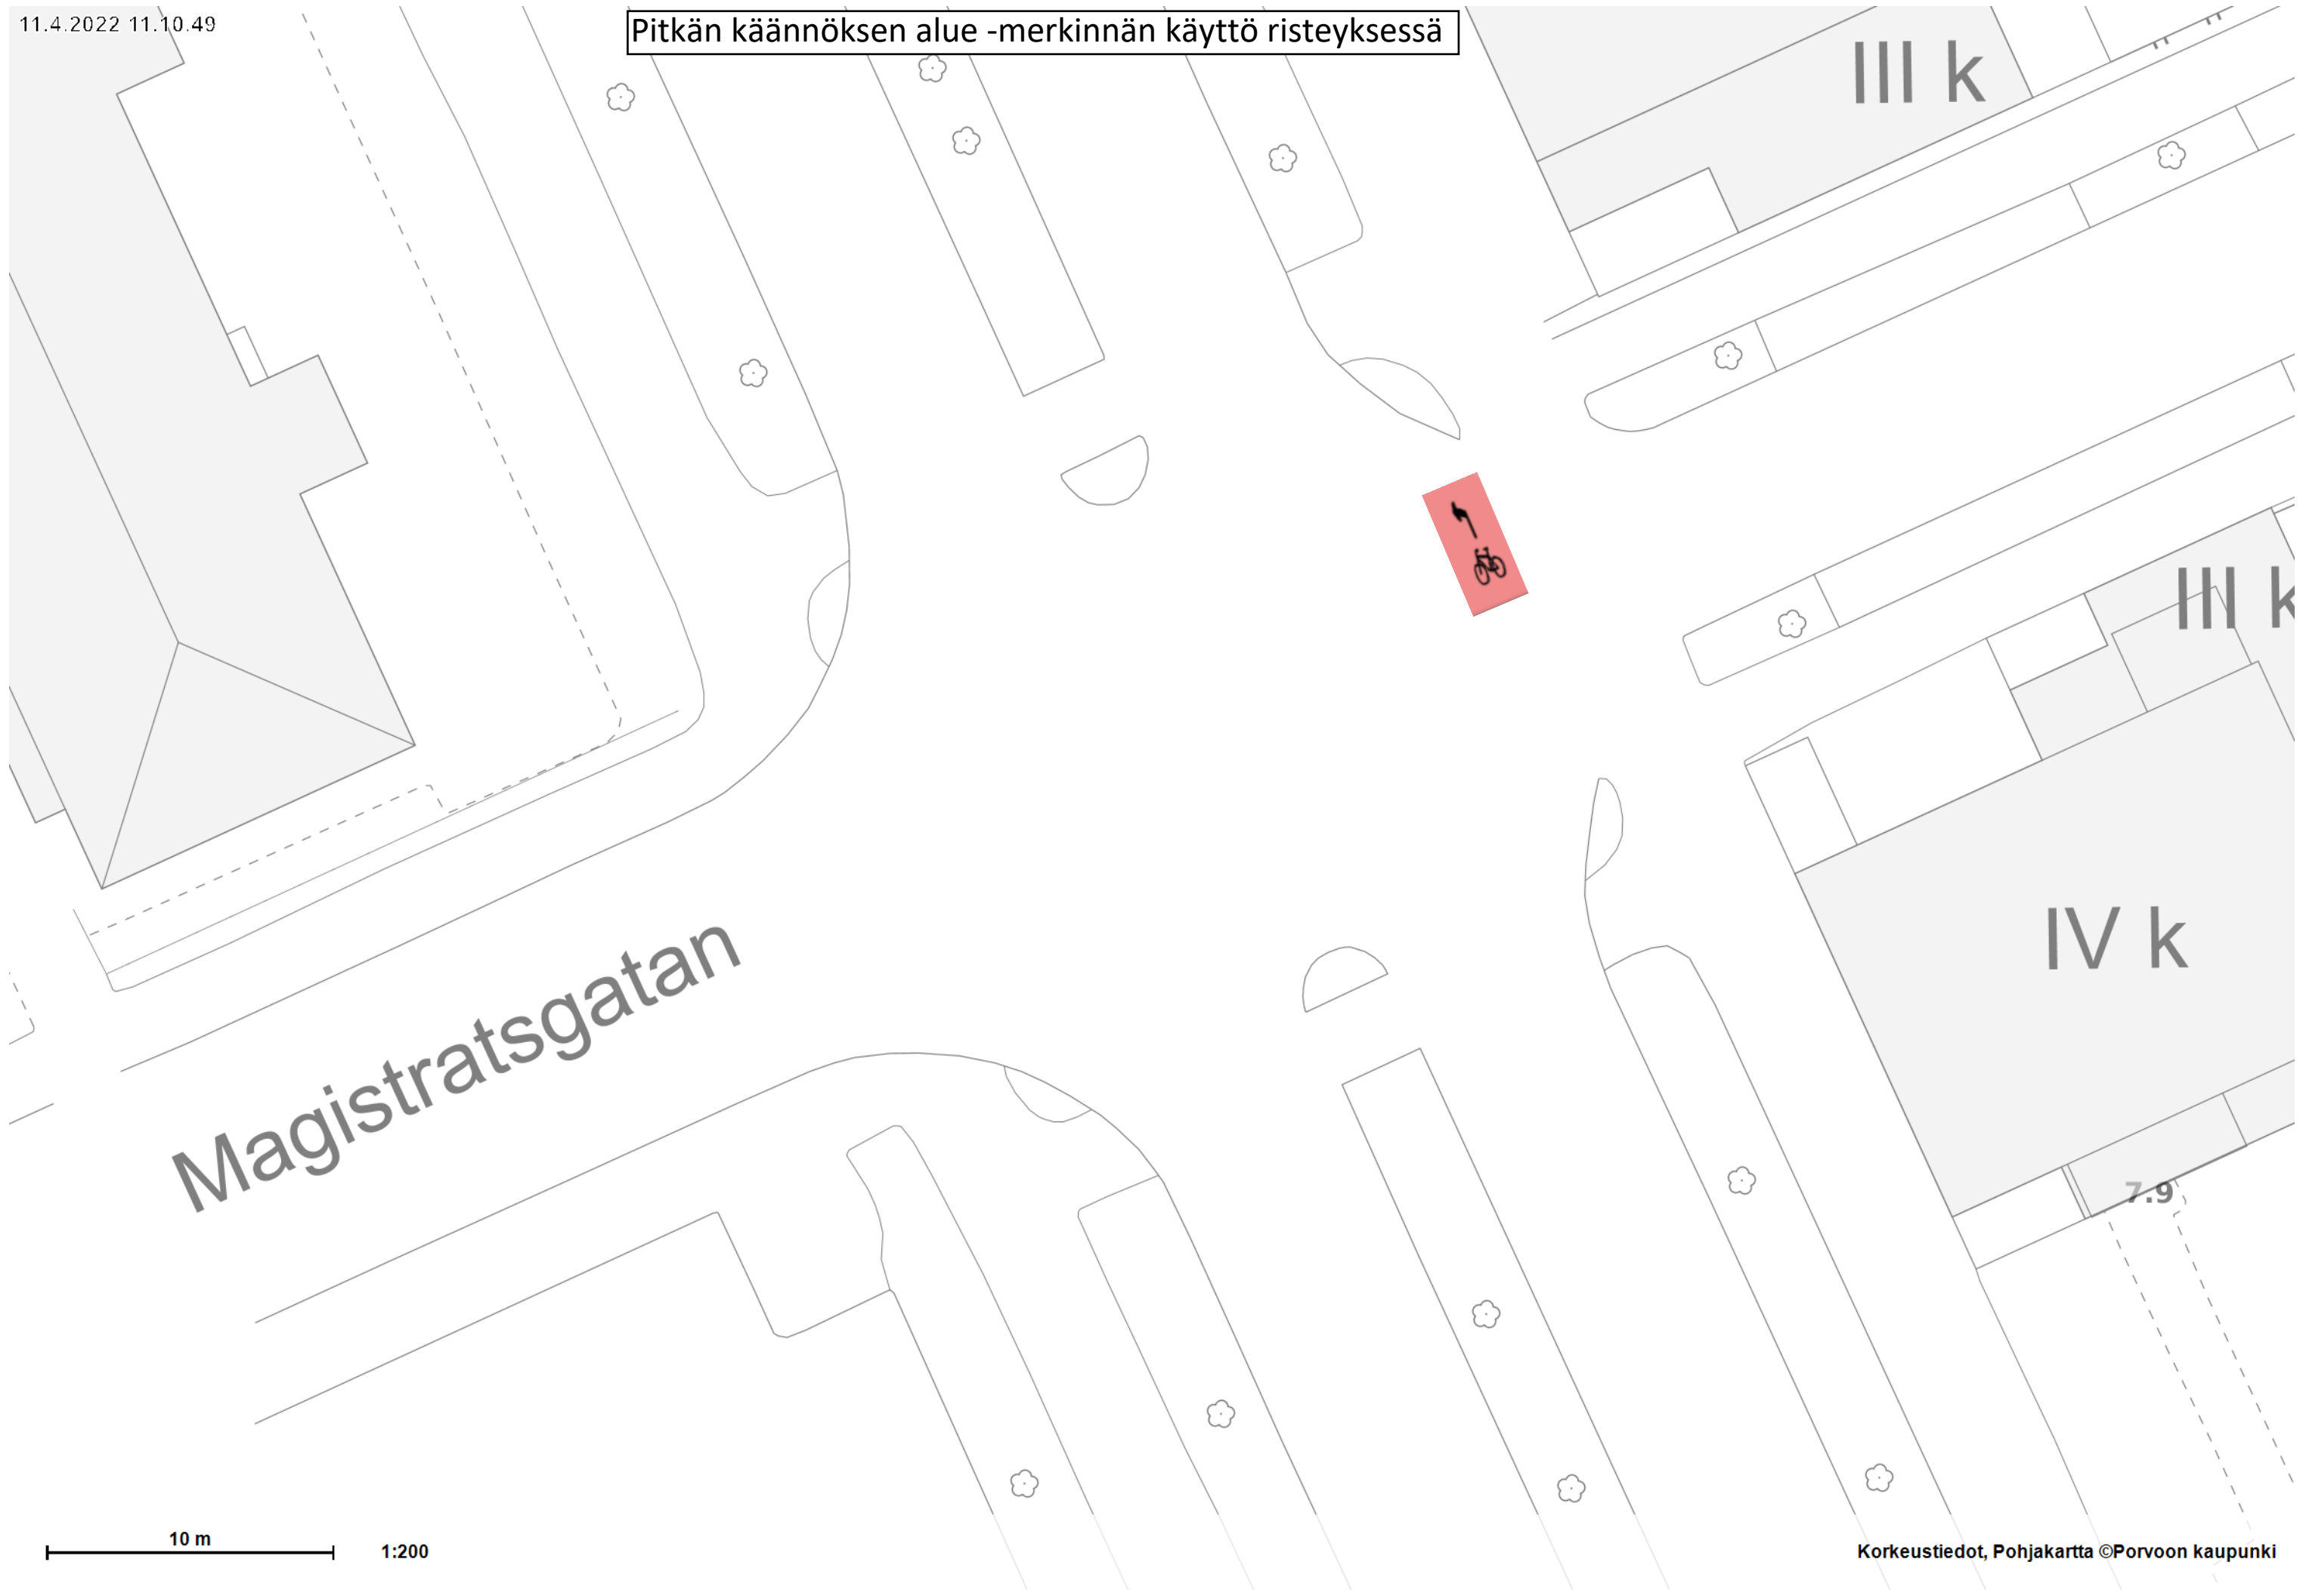 11.4.2022 11.10.49
Pitkän käännöksen alue -merkinnän käyttö risteyksessä
III k
III k
IV k
Magistratsgatan
7.9
10 m
1:200
Korkeustiedot, Pohjakartta ©Porvoon kaupunki